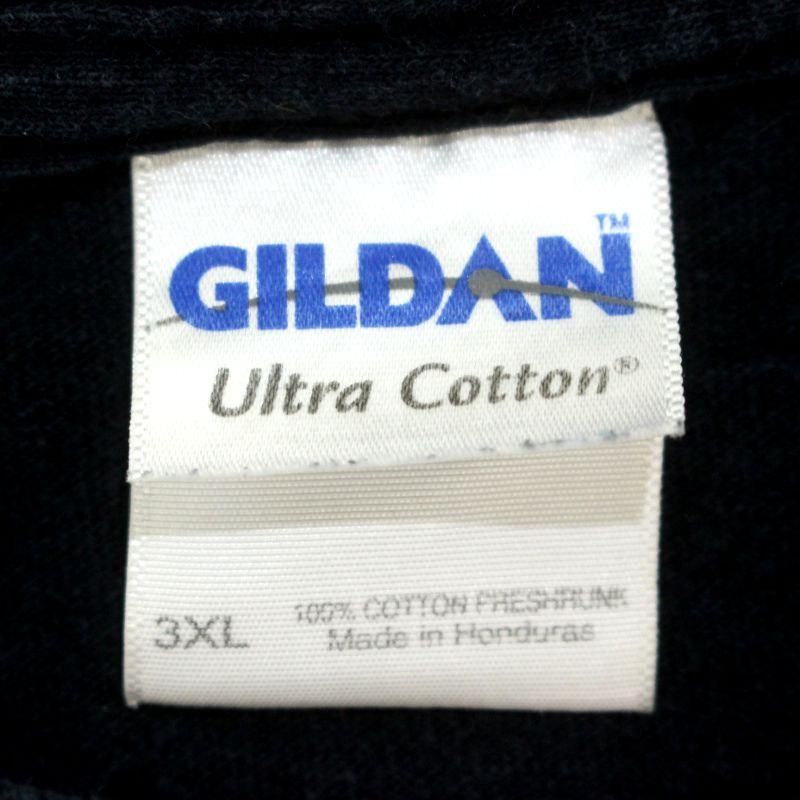 GILDAN™
Ultra Cotton®
3XL
100% COTTON PRESHRUNK
Made in Honduras